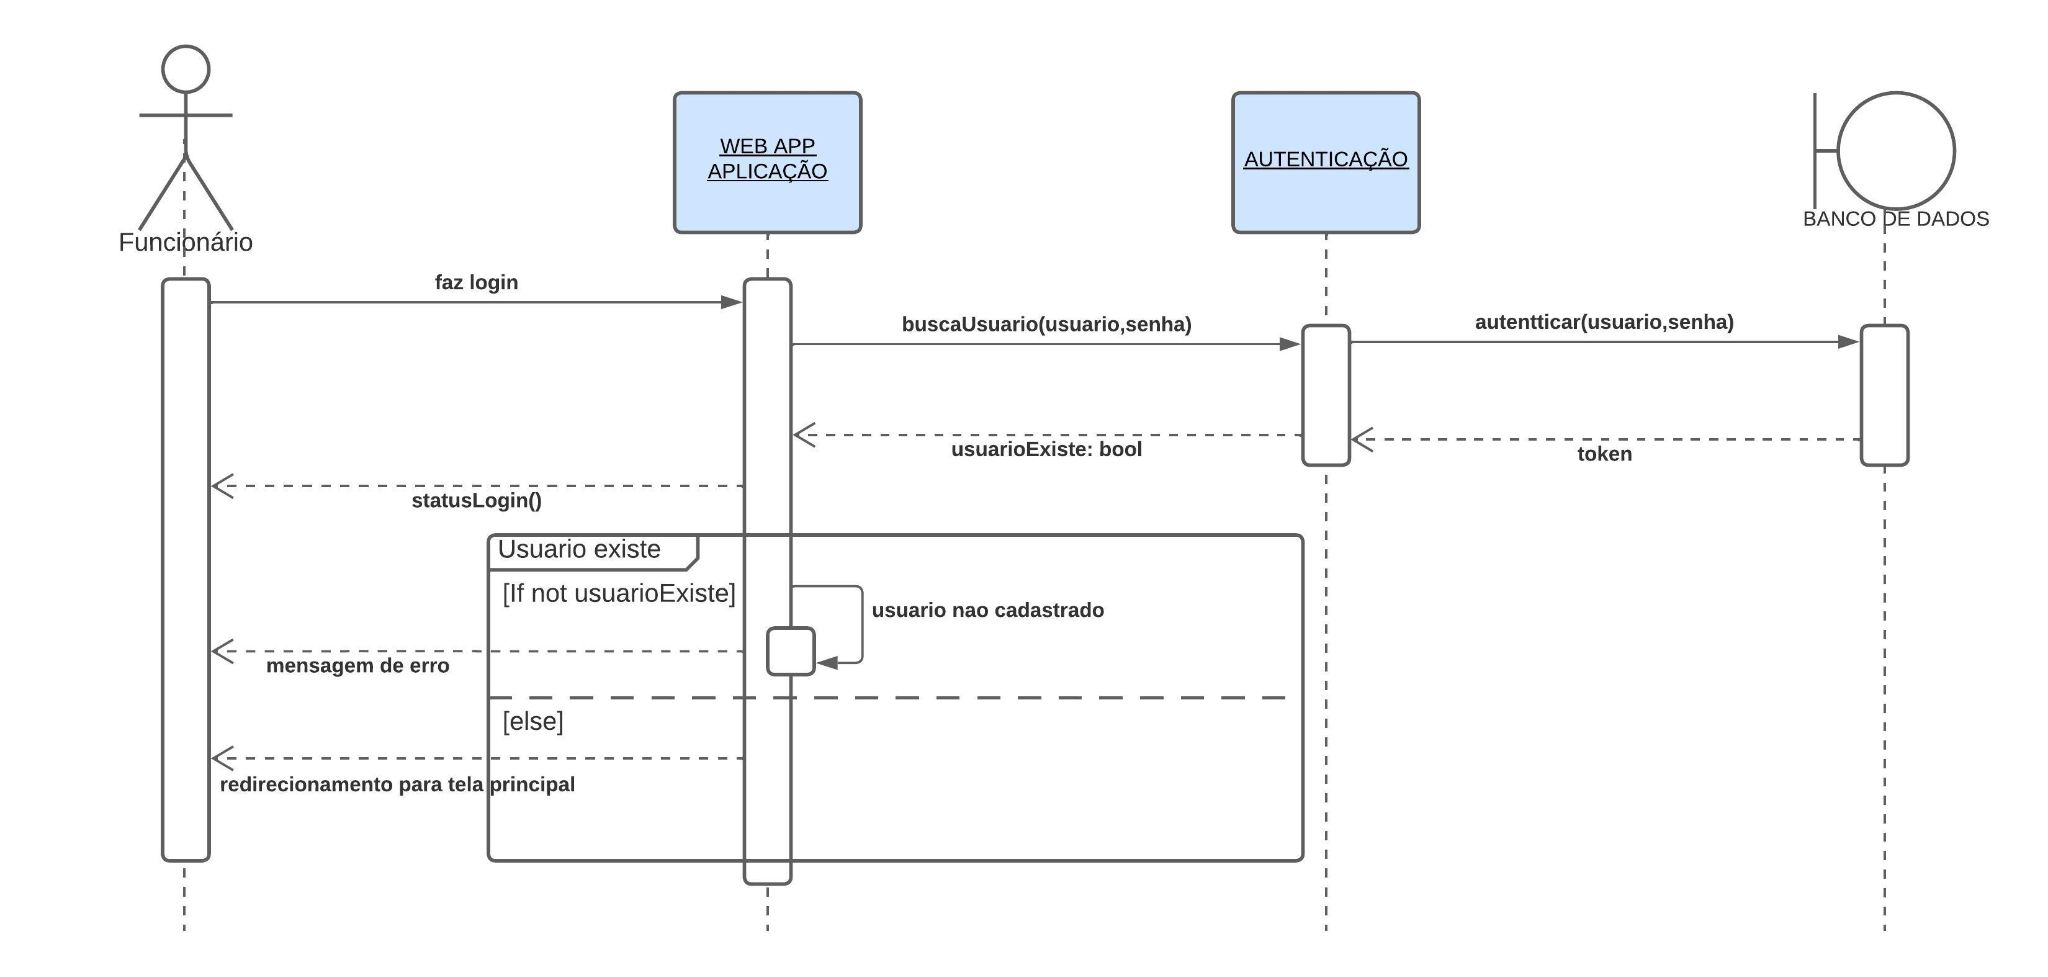 WEB APP
APLICAÇÃO
AUTENTICAÇÃO
BANCO DE DADOS
Funcionário
faz login
buscaUsuario(usuario,senha)
autentticar(usuario,senha)
usuarioExiste: bool
token
statusLogin()
Usuario existe
[If not usuarioExiste]
usuario nao cadastrado
mensagem de erro
[else]
redirecionamento para tela principal